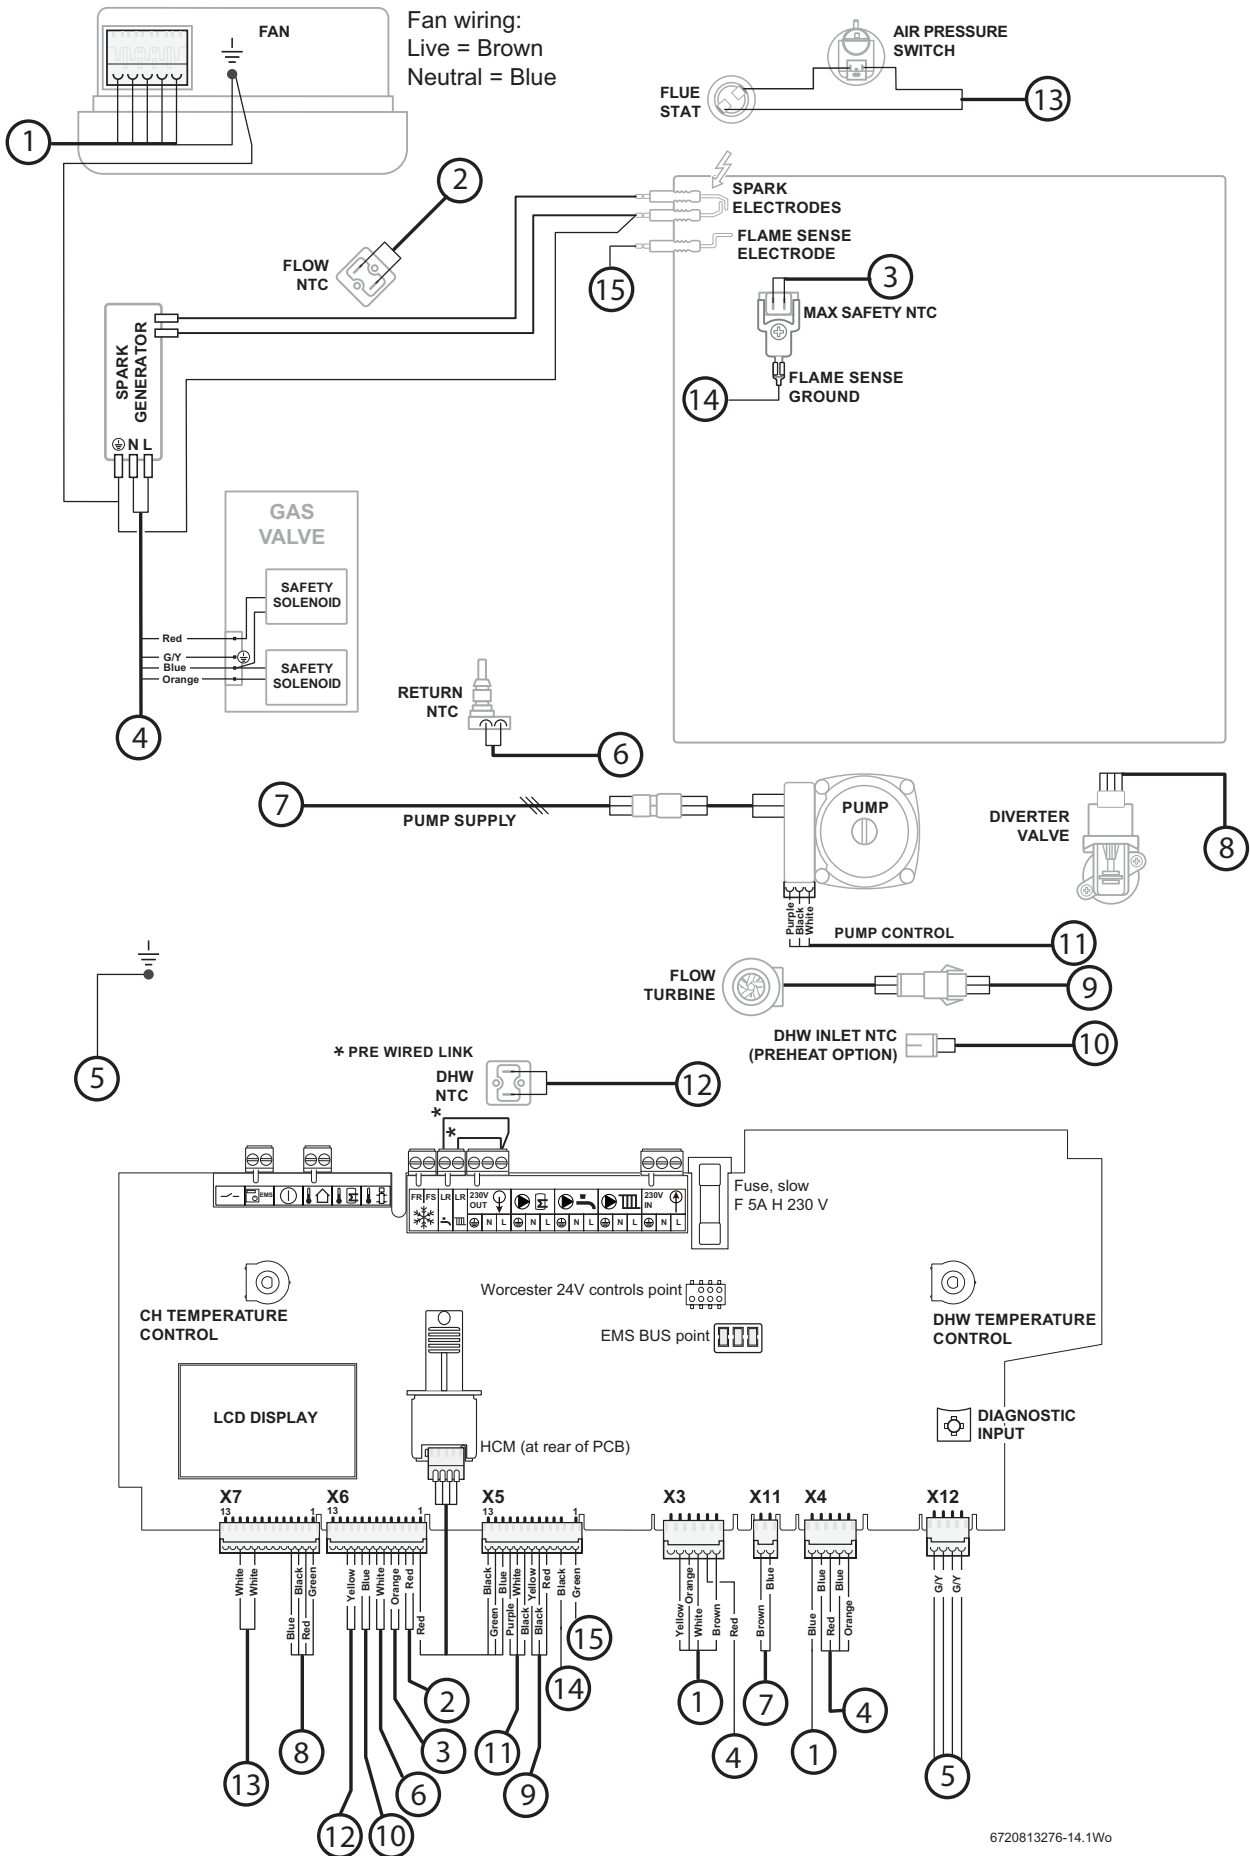 FAN
Fan wiring:
Live = Brown
Neutral = Blue
AIR PRESSURE
SWITCH
FLUE
STAT
13
1
2
SPARK
ELECTRODES
FLAME SENSE
ELECTRODE
FLOW
NTC
15
3
MAX SAFETY NTC
SPARK
GENERATOR
14
FLAME SENSE
GROUND
N L
GAS
VALVE
SAFETY
SOLENOID
Red
G/Y
Blue
Orange
SAFETY
SOLENOID
4
RETURN
NTC
6
7
PUMP SUPPLY
PUMP
DIVERTER
VALVE
8
Purple
Black
White
PUMP CONTROL
11
FLOW
TURBINE
9
DHW INLET NTC
(PREHEAT OPTION)
10
5
* PRE WIRED LINK
DHW
NTC
12
*
*
EMS
FR FS LR LR 230V
OUT
230V
IN
N L N L N L N L N L
Fuse, slow
F 5A H 230 V
Worcester 24V controls point
EMS BUS point
CH TEMPERATURE
CONTROL
DHW TEMPERATURE
CONTROL
LCD DISPLAY
HCM (at rear of PCB)
DIAGNOSTIC
INPUT
X7 X6 X5 X3 X11 X4 X12
13 1 13 1 13 1
White
White
Blue
Black
Red
Green
Yellow
Blue
White
Orange
Red
Red
Black
Green
Blue
Purple
White
Black
Yellow
Black
Red
Black
Green
Yellow
Orange
White
Brown
Red
Brown
Blue
Blue
Blue
Red
Blue
Orange
G/Y
G/Y
15
14
2
1
7
4
8
3
11
4
1
13
6
9
5
12
10
6720813276-14.1Wo